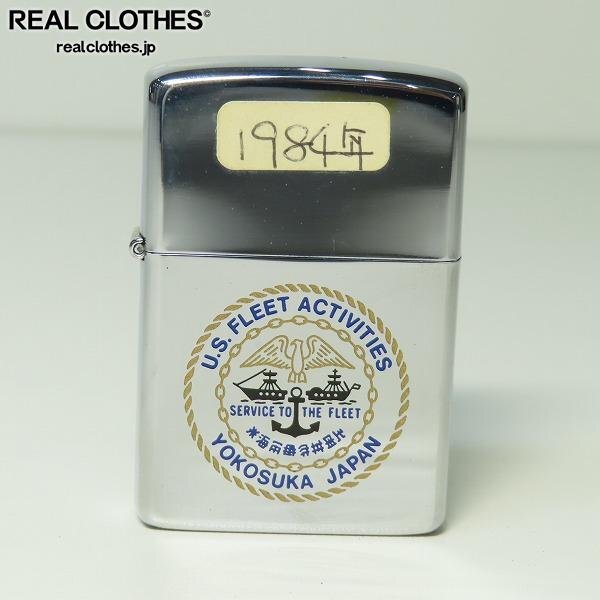 REAL CLOTHES©
realclothes.jp
1984年
U.S. FLEET ACTIVITIES
SERVICE TO THE FLEET
YOKOSUKA JAPAN